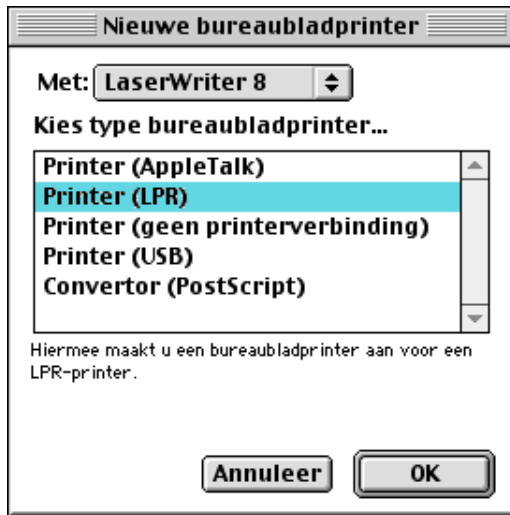 Nieuwe bureaubladprinter
Met: LaserWriter 8
Kies type bureaubladprinter...
Printer (AppleTalk)
Printer (LPR)
Printer (geen printerverbinding)
Printer (USB)
Convertor (PostScript)
Hiermee maakt u een bureaubladprinter aan voor een
LPR-printer.
Annuleer OK